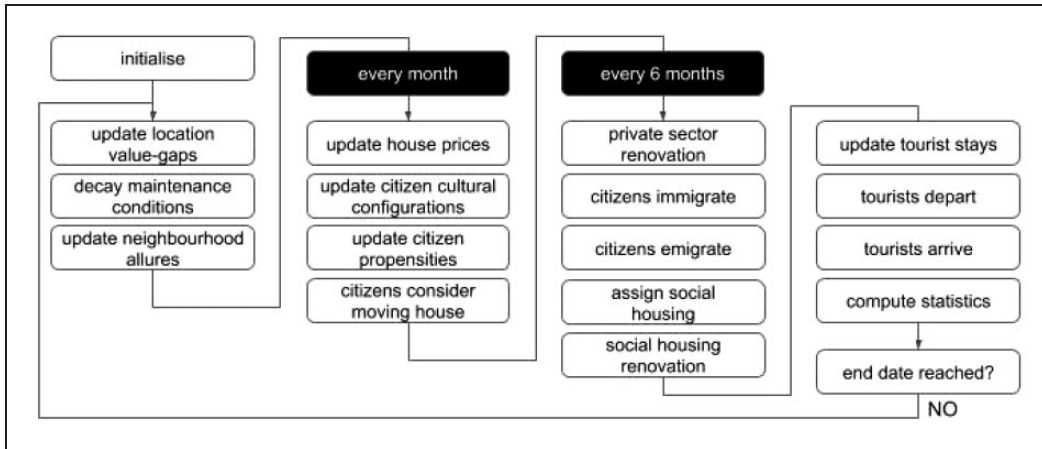 initialise
update location
value-gaps
decay maintenance
conditions
update neighbourhood
allures
every month
update house prices
update citizen cultural
configurations
update citizen
propensities
citizens consider
moving house
every 6 months
private sector
renovation
citizens immigrate
citizens emigrate
assign social
housing
social housing
renovation
update tourist stays
tourists depart
tourists arrive
compute statistics
end date reached?
NO